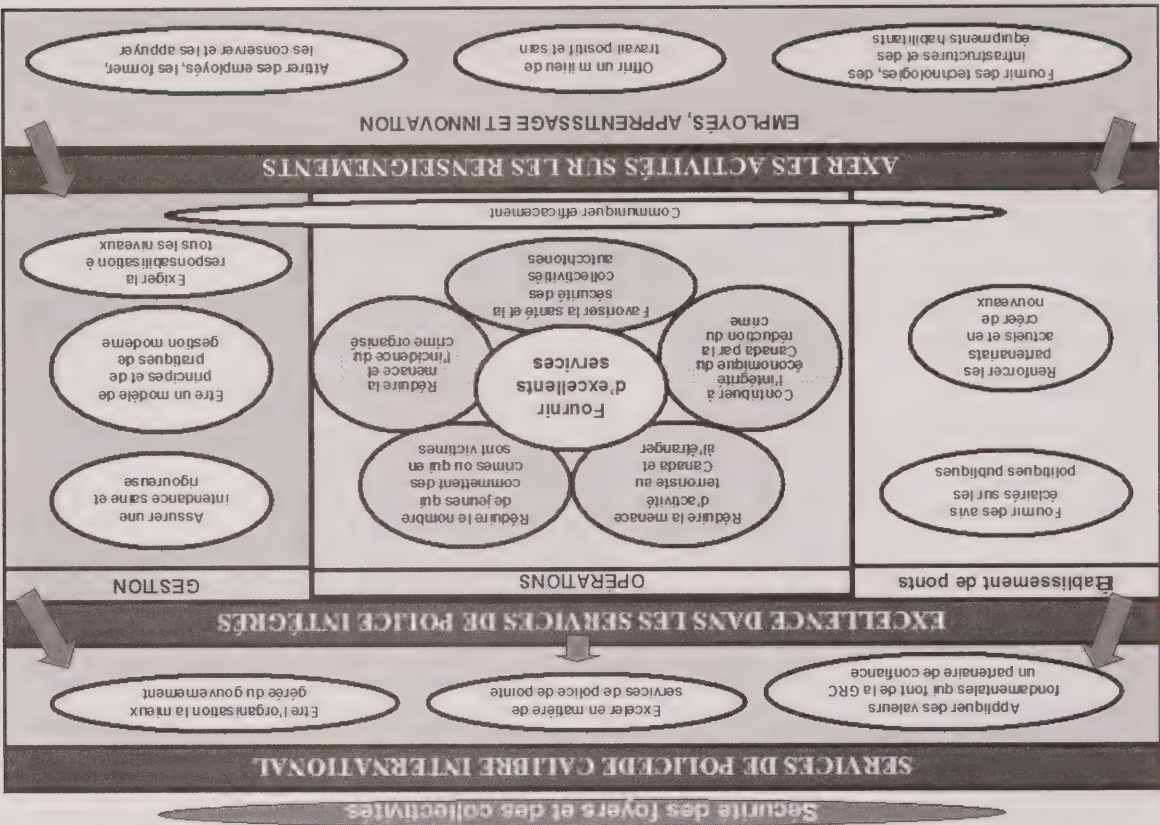 Sécurité des foyers et des collectivités
SERVICES DE POLICEDE CALIBRE INTERNATIONAL
Appliquer des valeurs
fondamentales qui font de la GRC
un partenaire de confiance
Exceler en matière de
services de police de pointe
Etre l'organisation la mieux
géré du gouvernement
EXCELLENCE DANS LES SERVICES DE POLICE INTÉGRÉS
Établissement de ponts
OPÉRATIONS
GESTION
Fournir des avis
éclairés sur les
politiques publiques
Renforcer les
partenariats
actuels et en
créer de
nouveaux
Réduire la menace
d'activité
terroriste au
Canada et
àl'étranger
Réduire le nombre
de jeunes qui
commettent des
crimes ou qui en
sont victimes
Contribuer à
l'intégrité
économique du
Canada par la
réduction du
crime
Fournir
d'excellents
services
Réduire la
menace et
l'incidence du
crime organisé
Favoriser la santé et la
sécurité des
collectivités
autochtones
Assurer une
intendance saine et
rigoureuse
Etre un modèle de
principes et de
pratiques de
gestion moderne
Exiger la
responsabilisation à
tous les niveaux
Communiquer efficacement
AXER LES ACTIVITÉS SUR LES RENSEIGNEMENTS
EMPLOYÉS, APPRENTISSAGE ET INNOVATION
Fournir des technologies, des
infrastructures et des
équipments habilitants
Offrir un milieu de
travail positif et sain
Attirer des employés, les former,
les conserver et les appuyer